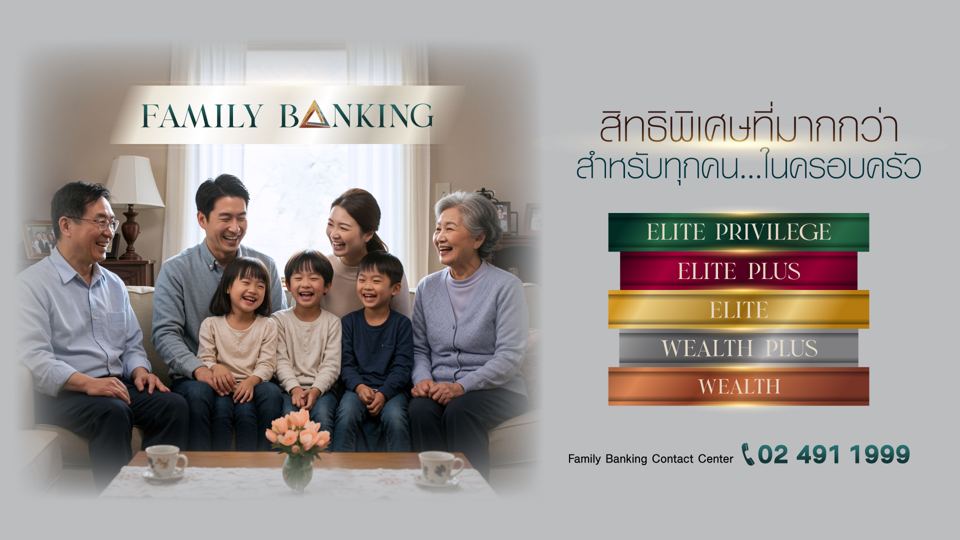 FAMILY BANKING
สิทธิพิเศษที่มากกว่า
สำหรับทุกคน...ในครอบครัว
ELITE PRIVILEGE
ELITE PLUS
ELITE
WEALTH PLUS
WEALTH
Family Banking Contact Center 02 491 1999